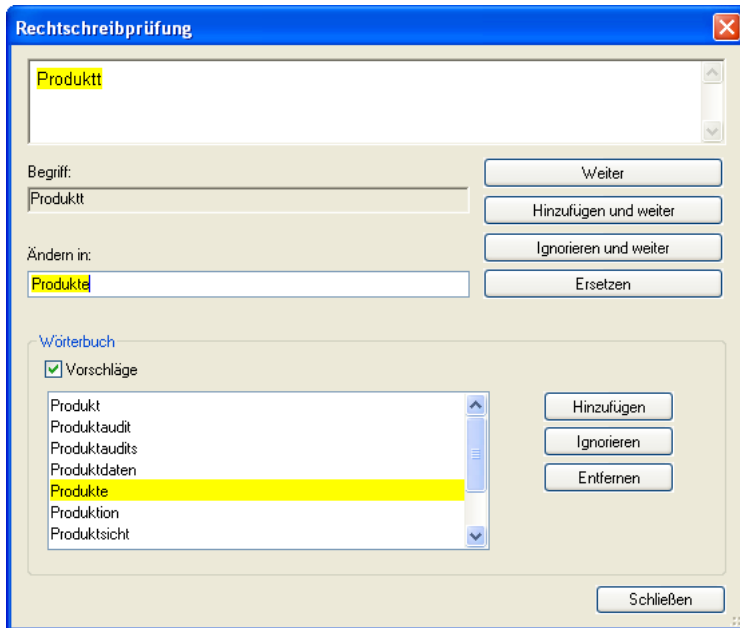 Rechtschreibprüfung
Produktt
Begriff:
Produktt
Weiter
Hinzufügen und weiter
Ändern in:
Ignorieren und weiter
Produkte
Ersetzen
Wörterbuch
Vorschläge
Produkt
Produktaudit
Produktaudits
Produktdaten
Produkte
Produktion
Produktsicht
Hinzufügen
Ignorieren
Entfernen
Schließen